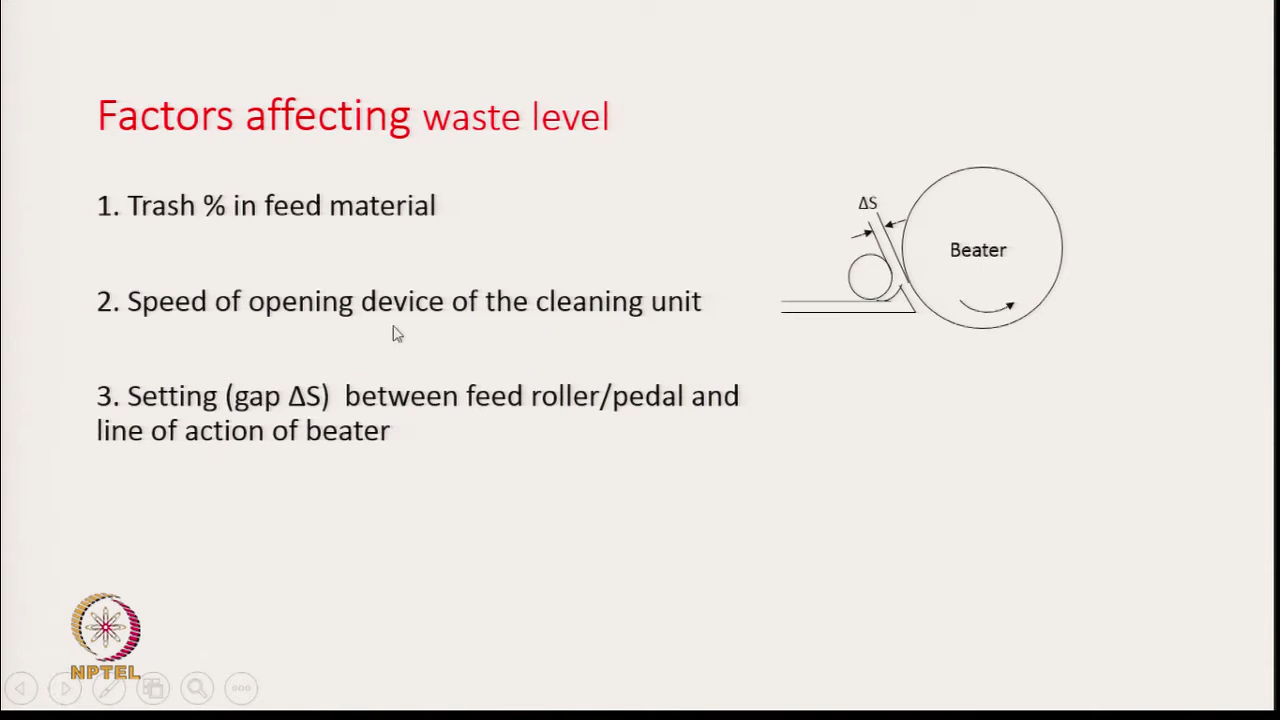 Factors affecting waste level
1. Trash % in feed material
2. Speed of opening device of the cleaning unit
3. Setting (gap ΔS) between feed roller/pedal and
line of action of beater
ΔS
Beater
NPTEL